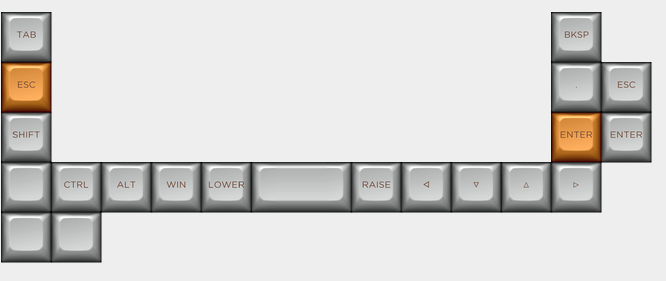 TAB BKSP
ESC . ESC
SHIFT ENTER ENTER
CTRL ALT WIN LOWER RAISE ◁ ▽ △ ▷